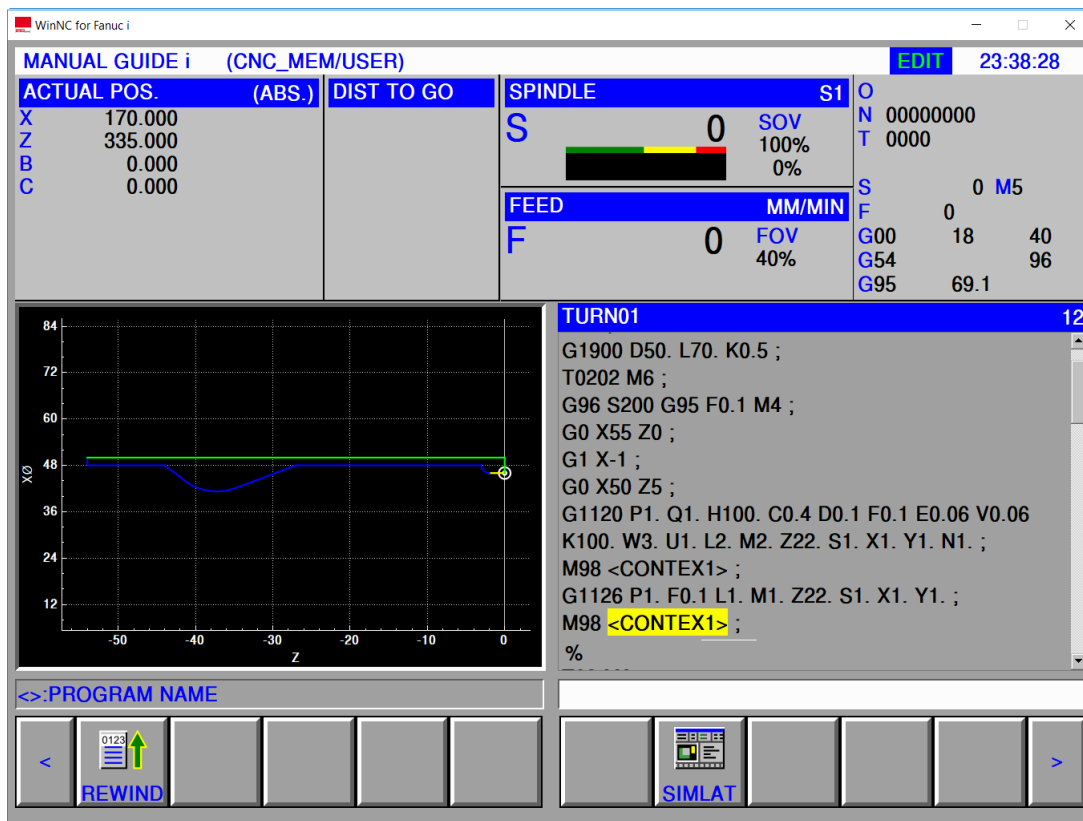 WinNC for Fanuc i
MANUAL GUIDE i (CNC_MEM/USER) EDIT 23:38:28
ACTUAL POS. (ABS.)
X 170.000
Z 335.000
B 0.000
C 0.000
DIST TO GO
SPINDLE S1
S 0 SOV
100%
0%
FEED MM/MIN
F 0 FOV
40%
O
N 00000000
T 0000
S 0 M5
F 0
G00 18 40
G54 96
G95 69.1
84
72
60
48
36
24
12
XØ
-50 -40 -30 -20 -10 0
Z
TURN01 12
G1900 D50. L70. K0.5 ;
T0202 M6 ;
G96 S200 G95 F0.1 M4 ;
G0 X55 Z0 ;
G1 X-1 ;
G0 X50 Z5 ;
G1120 P1. Q1. H100. C0.4 D0.1 F0.1 E0.06 V0.06
K100. W3. U1. L2. M2. Z22. S1. X1. Y1. N1. ;
M98 <CONTEX1> ;
G1126 P1. F0.1 L1. M1. Z22. S1. X1. Y1. ;
M98 <CONTEX1> ;
%
<>:PROGRAM NAME
<
0123
REWIND
SIMLAT
>